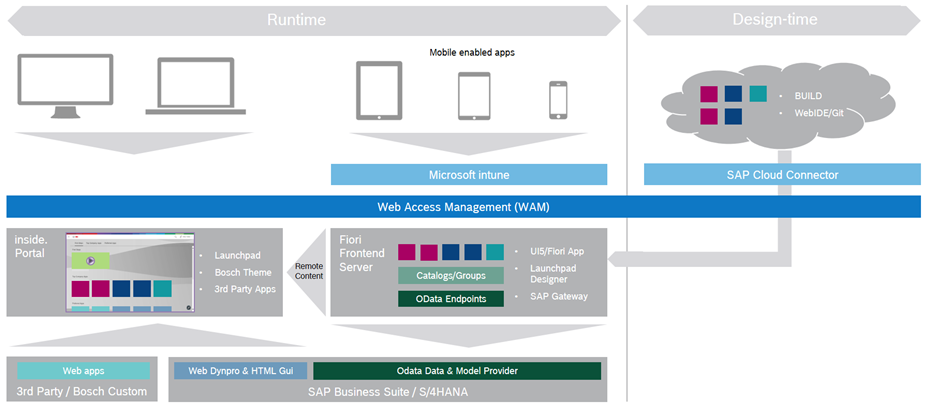 Runtime
Design-time
Mobile enabled apps
• BUILD
• WebIDE/Git
Microsoft intune
SAP Cloud Connector
Web Access Management (WAM)
inside.
Portal
• Launchpad
• Bosch Theme
• 3rd Party Apps
Remote
Content
Fiori
Frontend
Server
Catalogs/Groups
OData Endpoints
• UI5/Fiori App
• Launchpad
Designer
• SAP Gateway
Web apps
3rd Party / Bosch Custom
Web Dynpro & HTML Gui
Odata Data & Model Provider
SAP Business Suite / S/4HANA